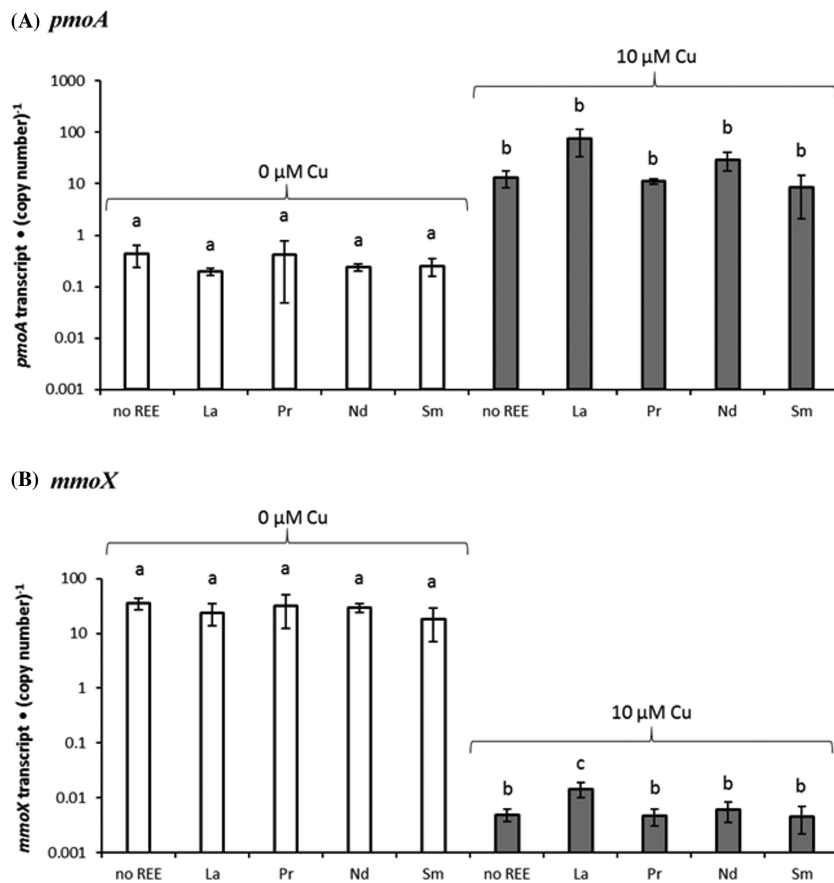 (A) pmoA
10 µM Cu
1000
100
10
1
0.1
0.01
0.001
pmoA transcript • (copy number)-1
0 µM Cu
a a a a a
b b b b b
no REE La Pr Nd Sm no REE La Pr Nd Sm
(B) mmoX
0 µM Cu
100
10
1
0.1
0.01
0.001
mmoX transcript • (copy number)-1
a a a a a
10 µM Cu
b c b b b
no REE La Pr Nd Sm no REE La Pr Nd Sm